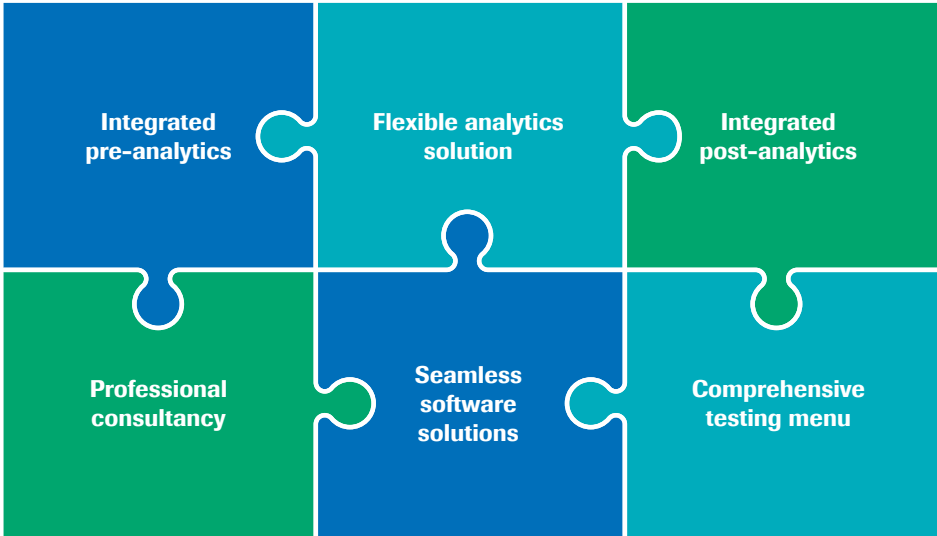 Integrated
pre-analytics
Flexible analytics
solution
Integrated
post-analytics
Professional
consultancy
Seamless
software
solutions
Comprehensive
testing menu